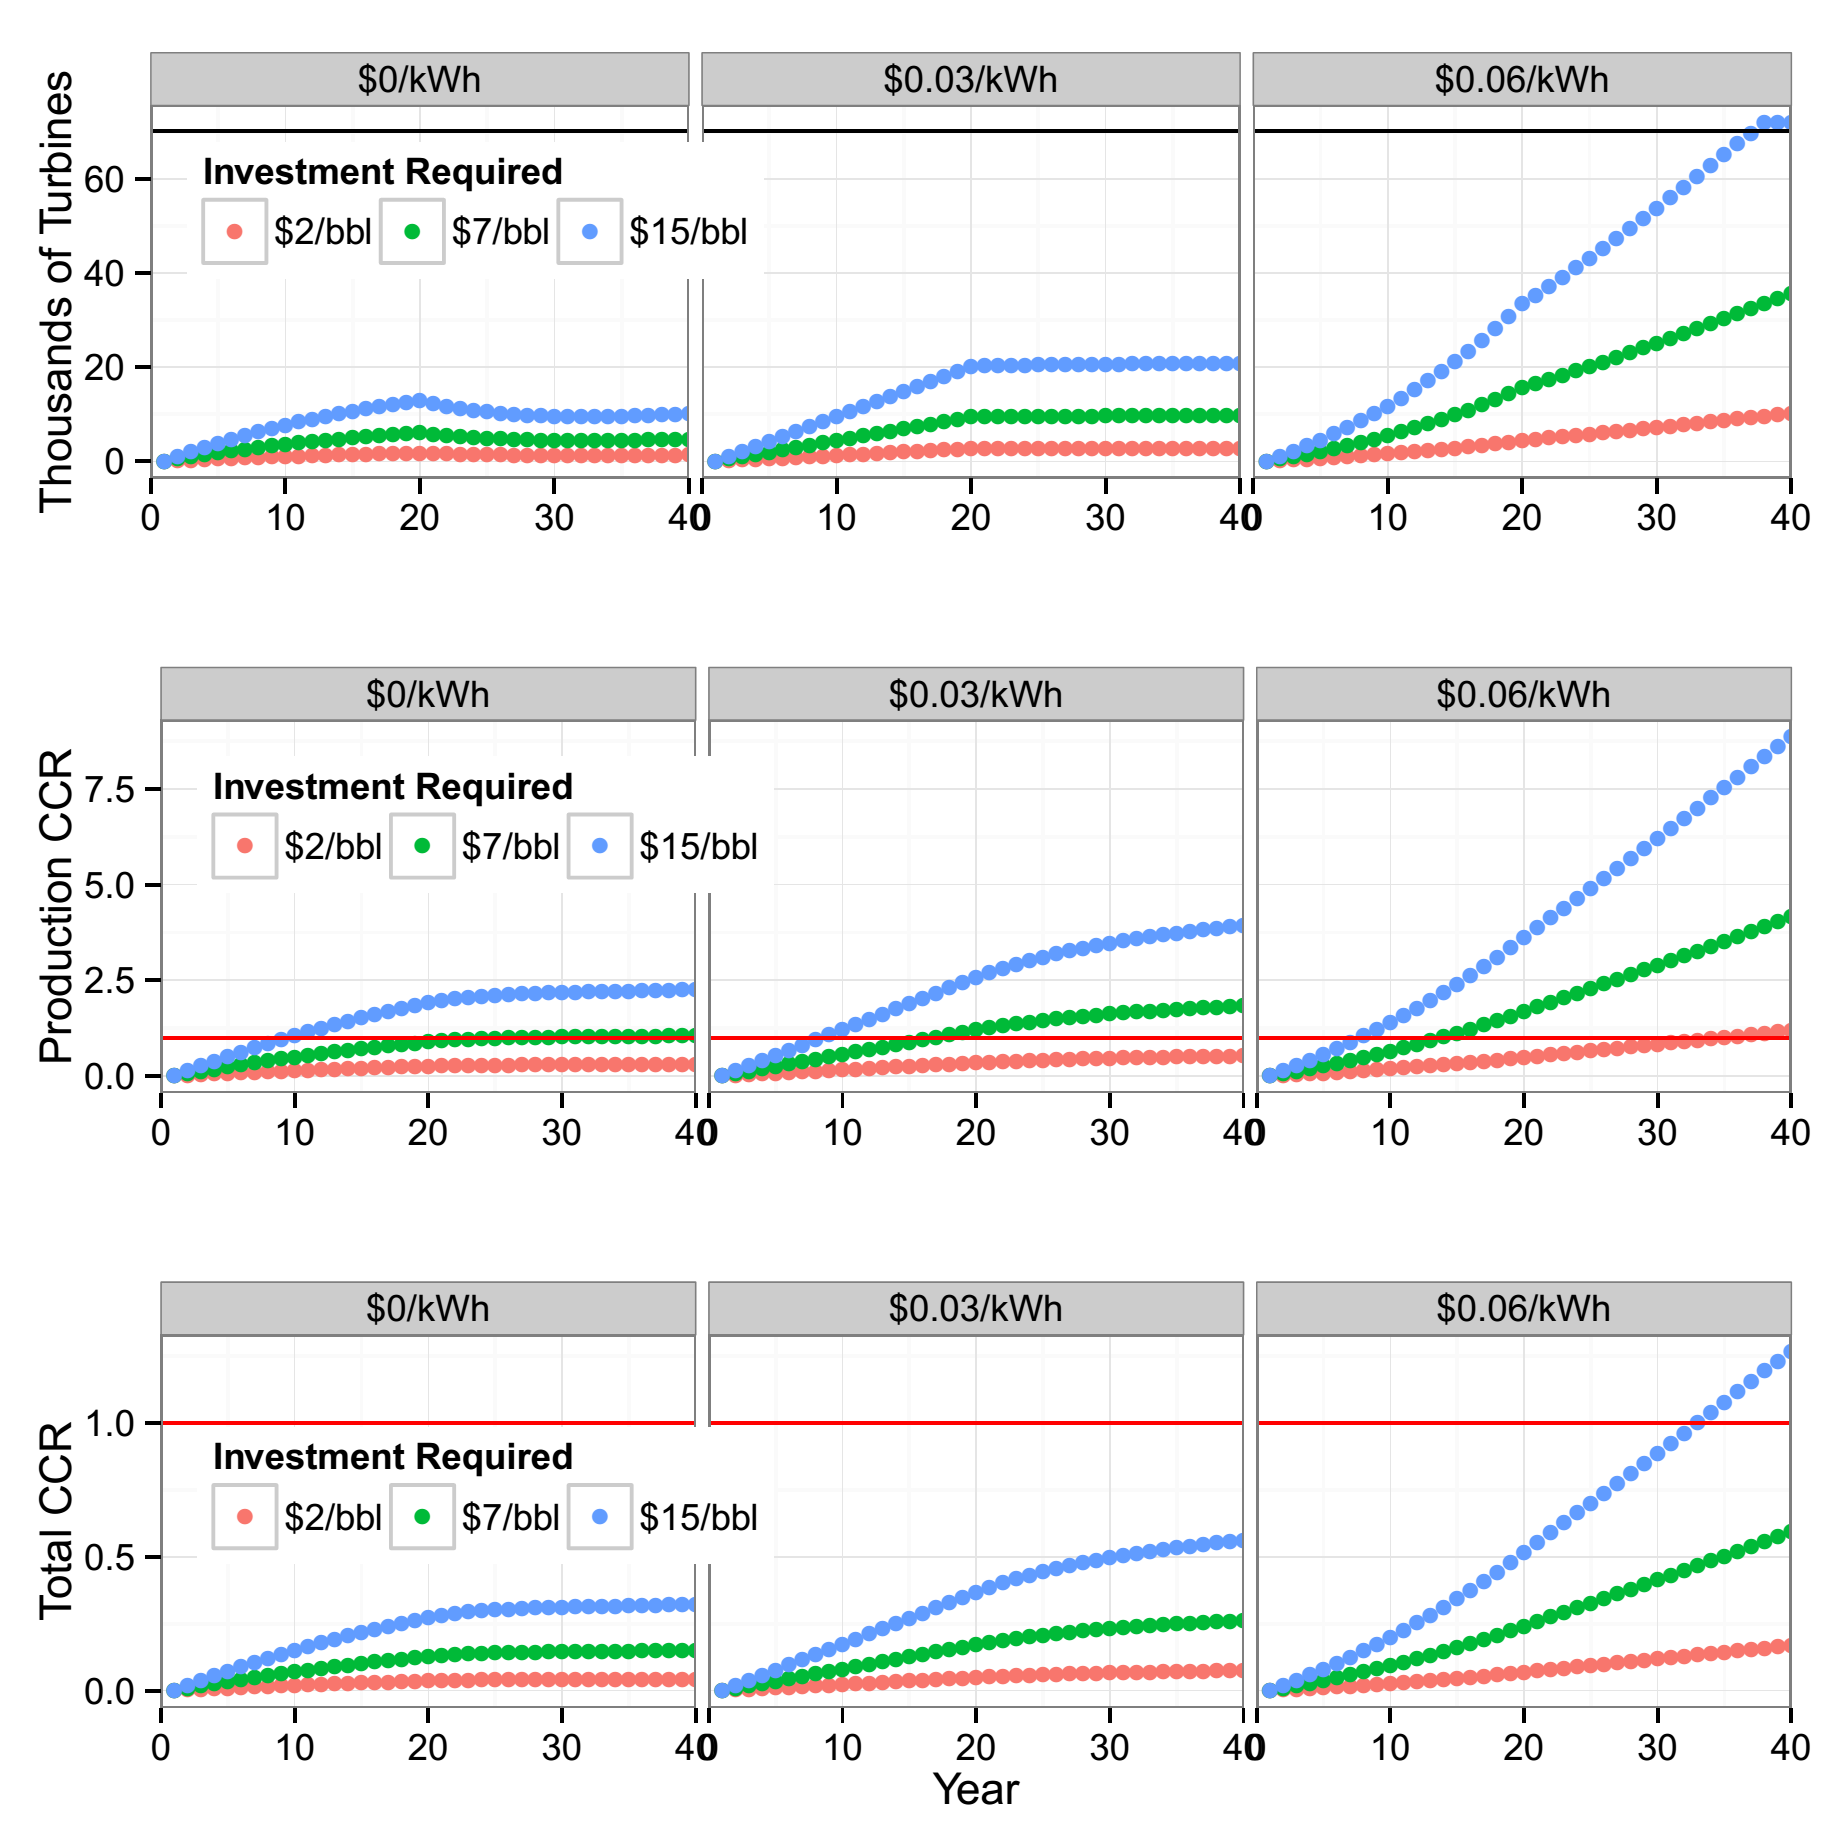 $0/kWh $0.03/kWh $0.06/kWh
Thousands of Turbines
60
40
20
0
Investment Required
$2/bbl $7/bbl $15/bbl
0 10 20 30 40 0 10 20 30 40 0 10 20 30 40
$0/kWh $0.03/kWh $0.06/kWh
Production CCR
7.5
5.0
2.5
0.0
Investment Required
$2/bbl $7/bbl $15/bbl
0 10 20 30 40 0 10 20 30 40 0 10 20 30 40
$0/kWh $0.03/kWh $0.06/kWh
Total CCR
1.0
0.5
0.0
Investment Required
$2/bbl $7/bbl $15/bbl
0 10 20 30 40 0 10 20 30 40 0 10 20 30 40
Year